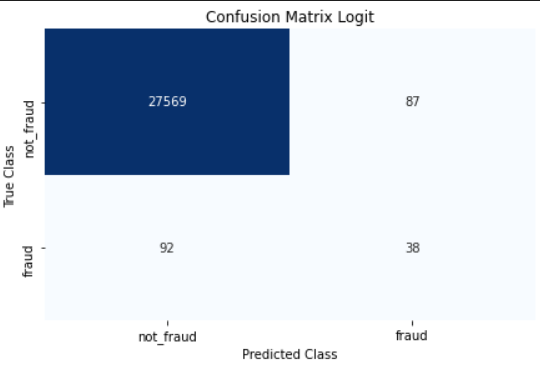 Confusion Matrix Logit
True Class
not_fraud
27569
87
fraud
92
38
not_fraud
fraud
Predicted Class